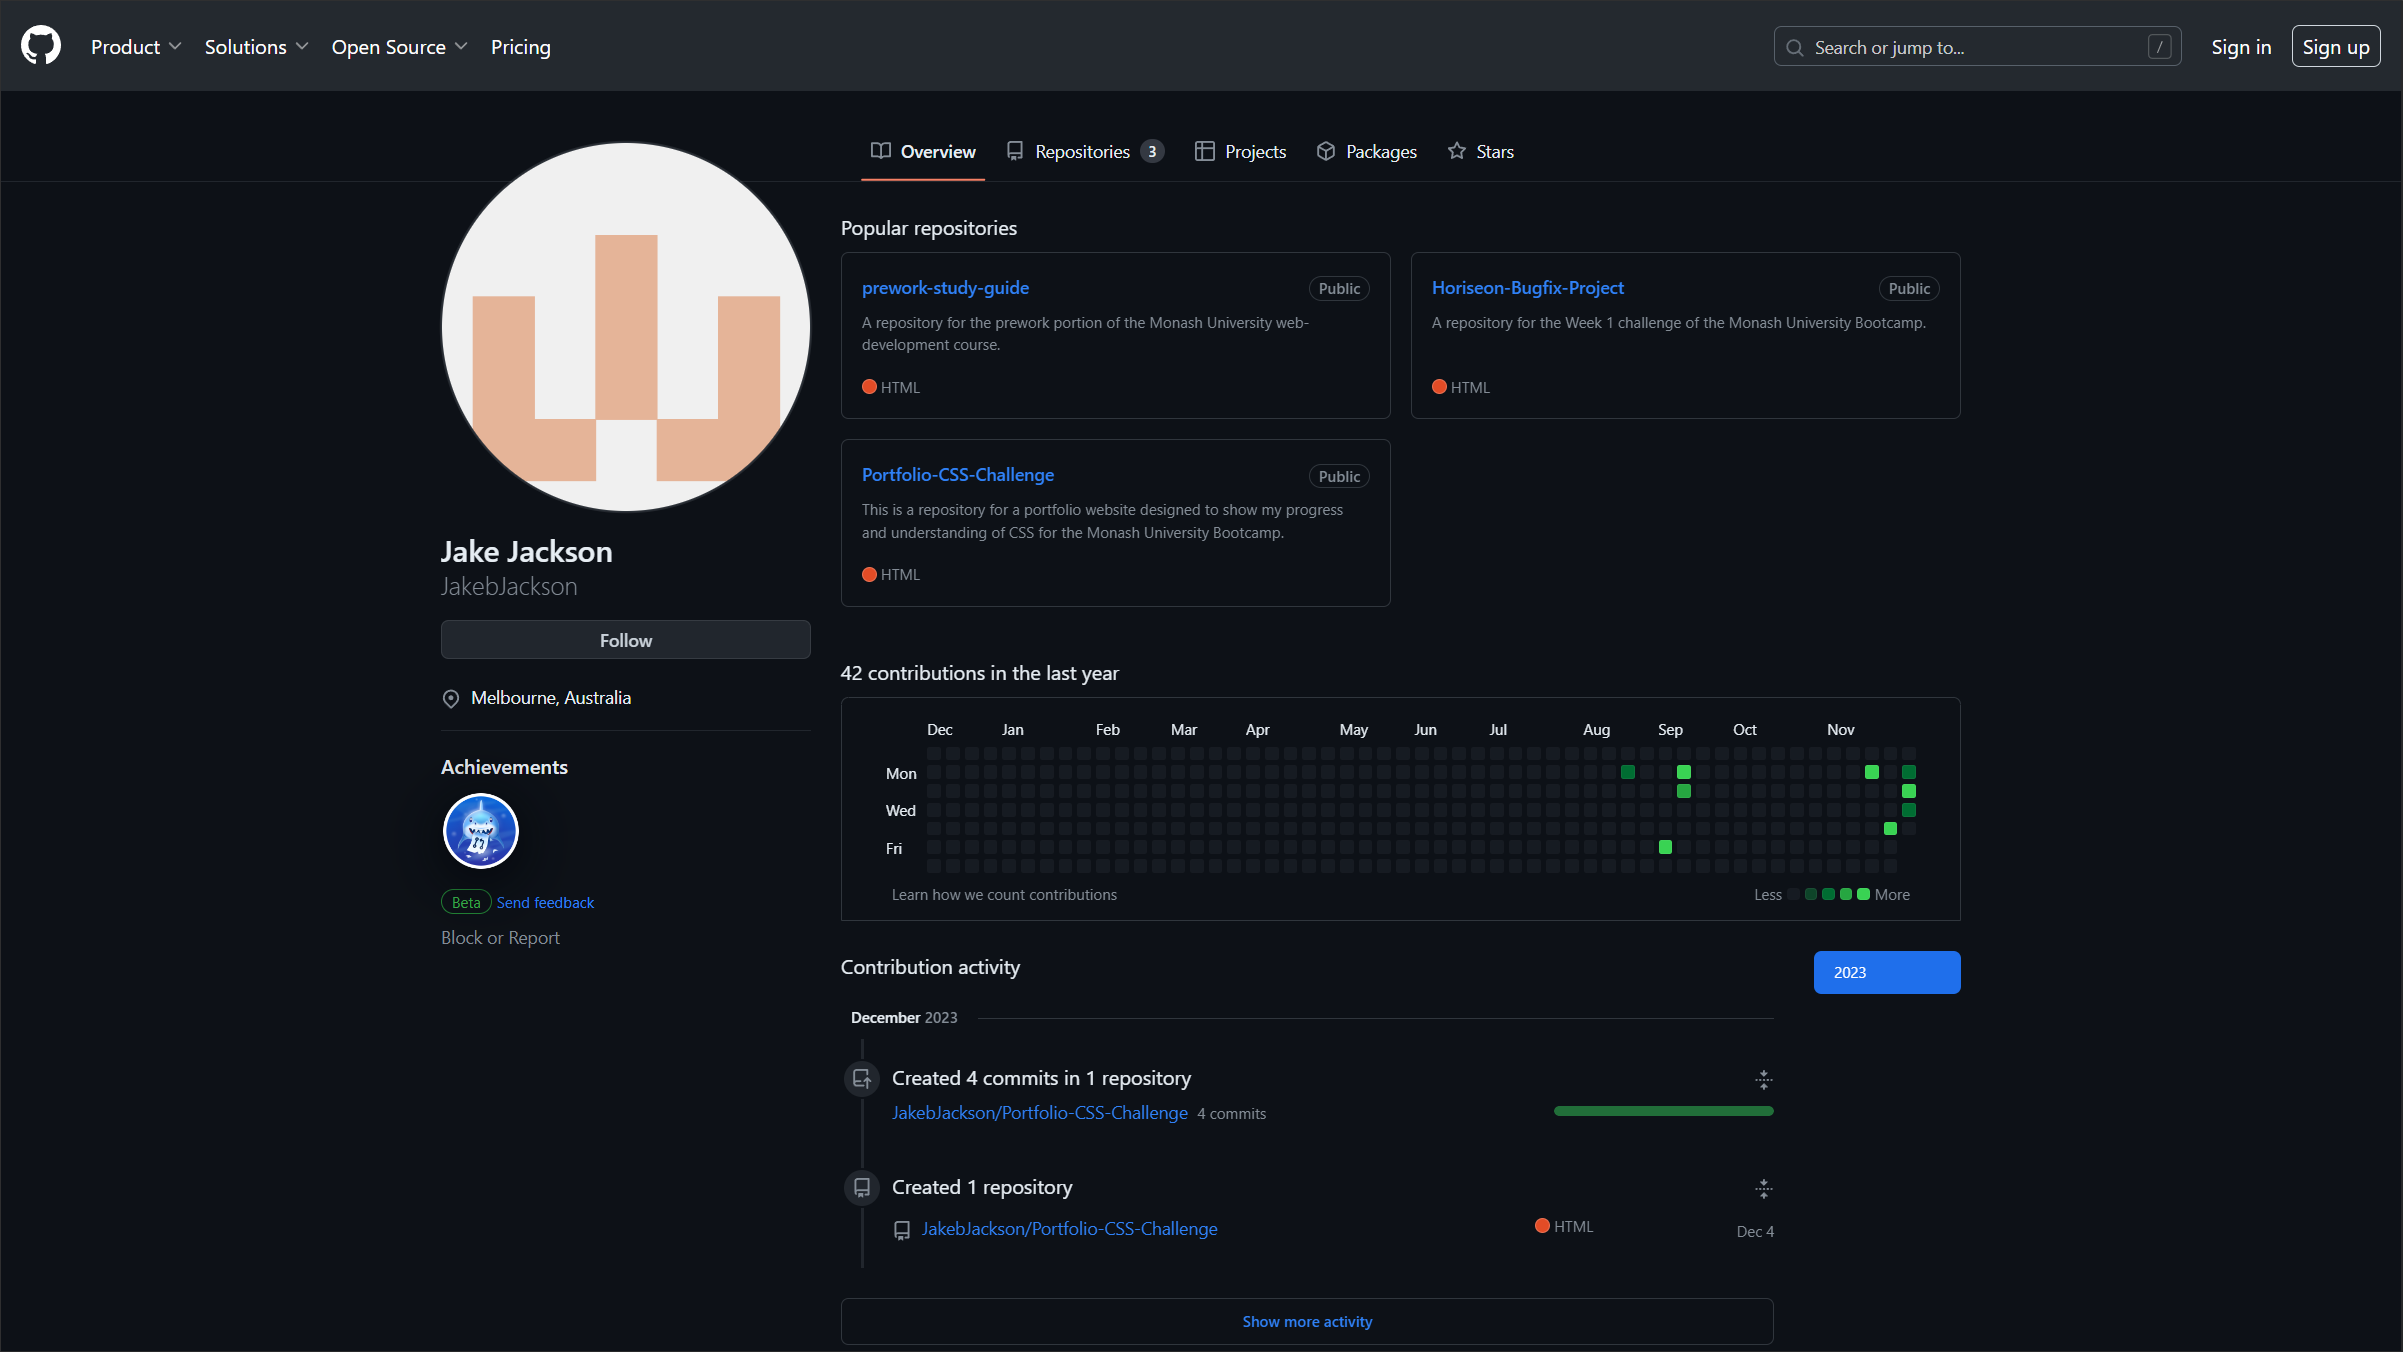 Product Solutions Open Source Pricing Search or jump to... / Sign in Sign up
Overview Repositories 3 Projects Packages Stars
Jake Jackson
JakebJackson
Follow
Melbourne, Australia
Achievements
Beta Send feedback
Block or Report
Popular repositories
prework-study-guide Public
A repository for the prework portion of the Monash University web-
development course.
HTML
Horiseon-Bugfix-Project Public
A repository for the Week 1 challenge of the Monash University Bootcamp.
HTML
Portfolio-CSS-Challenge Public
This is a repository for a portfolio website designed to show my progress
and understanding of CSS for the Monash University Bootcamp.
HTML
42 contributions in the last year
Dec Jan Feb Mar Apr May Jun Jul Aug Sep Oct Nov
Mon
Wed
Fri
Learn how we count contributions Less More
Contribution activity
2023
December 2023
Created 4 commits in 1 repository
JakebJackson/Portfolio-CSS-Challenge 4 commits
Created 1 repository
JakebJackson/Portfolio-CSS-Challenge HTML Dec 4
Show more activity